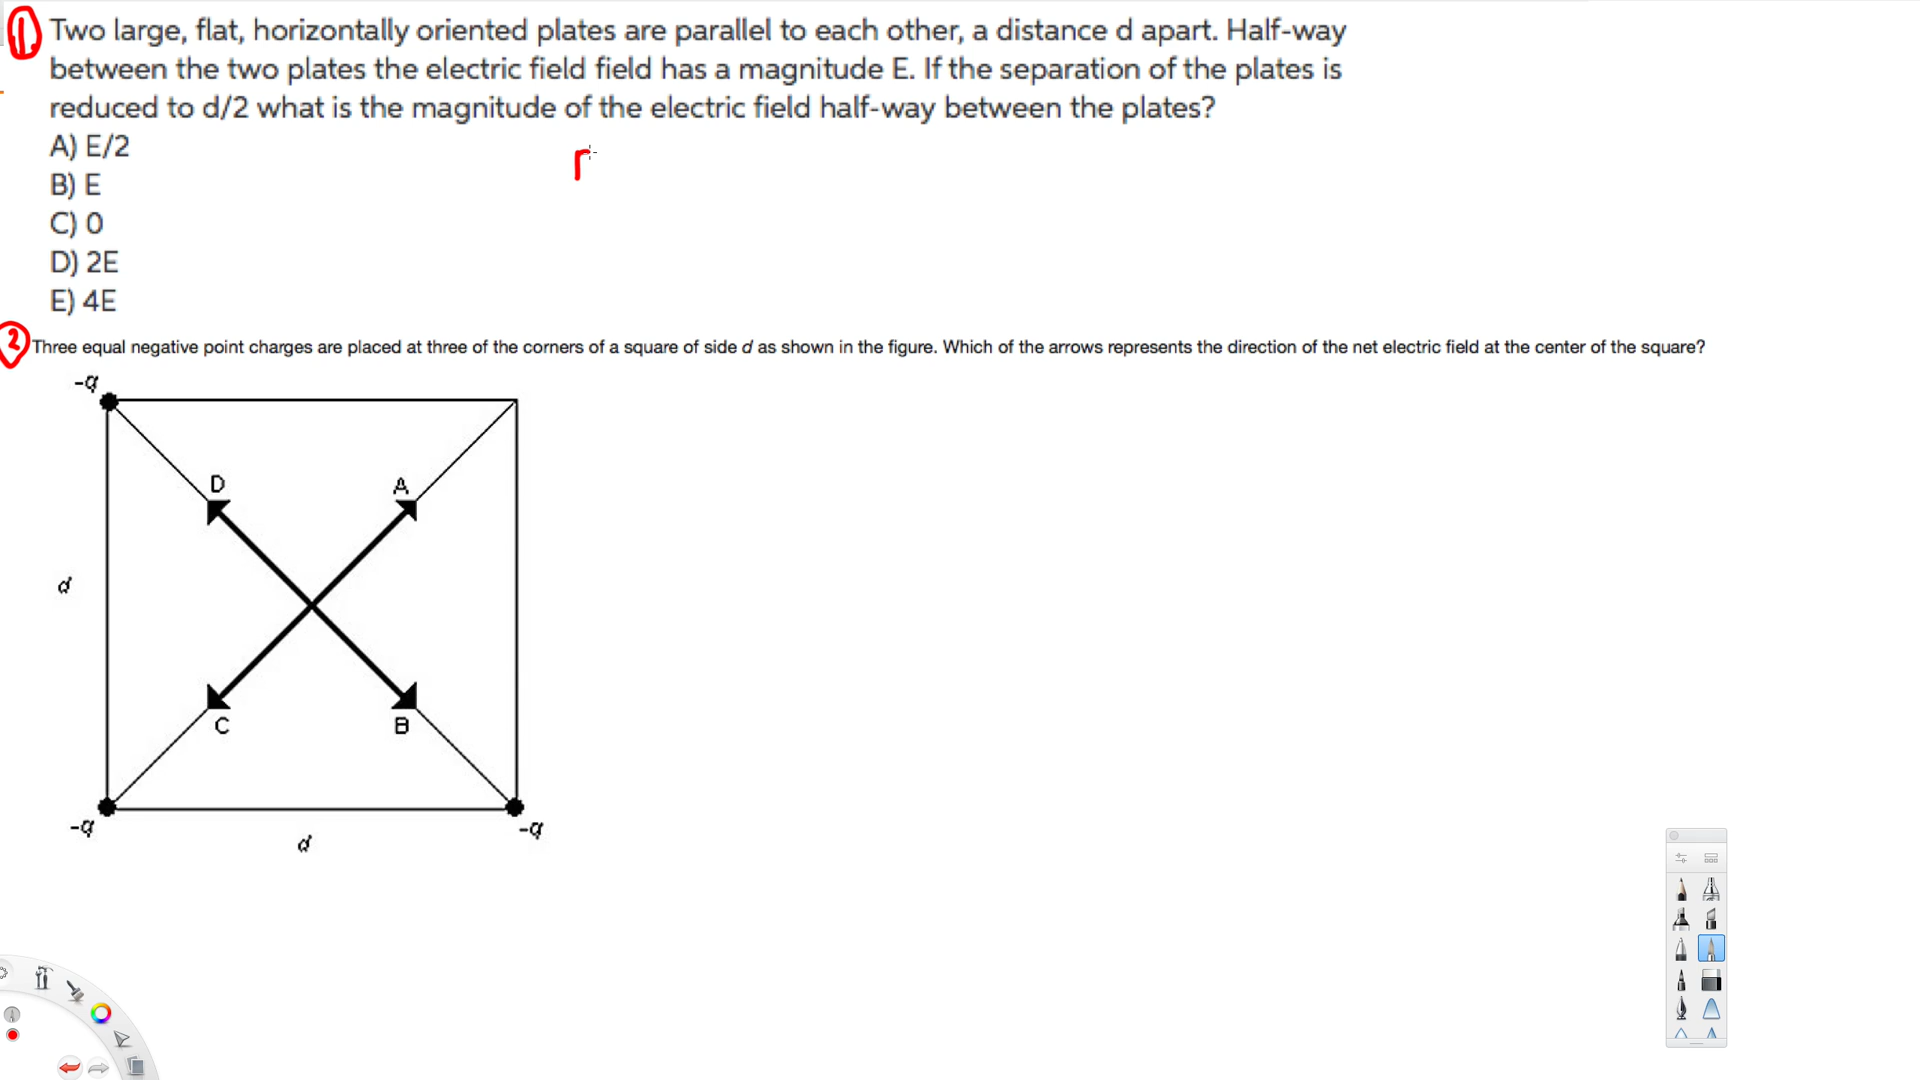 1 Two large, flat, horizontally oriented plates are parallel to each other, a distance d apart. Half-way
between the two plates the electric field field has a magnitude E. If the separation of the plates is
reduced to d/2 what is the magnitude of the electric field half-way between the plates?
A) E/2
B) E
C) 0
D) 2E
E) 4E
2 Three equal negative point charges are placed at three of the corners of a square of side d as shown in the figure. Which of the arrows represents the direction of the net electric field at the center of the square?
-q
D A
d
C B
-q -q
d